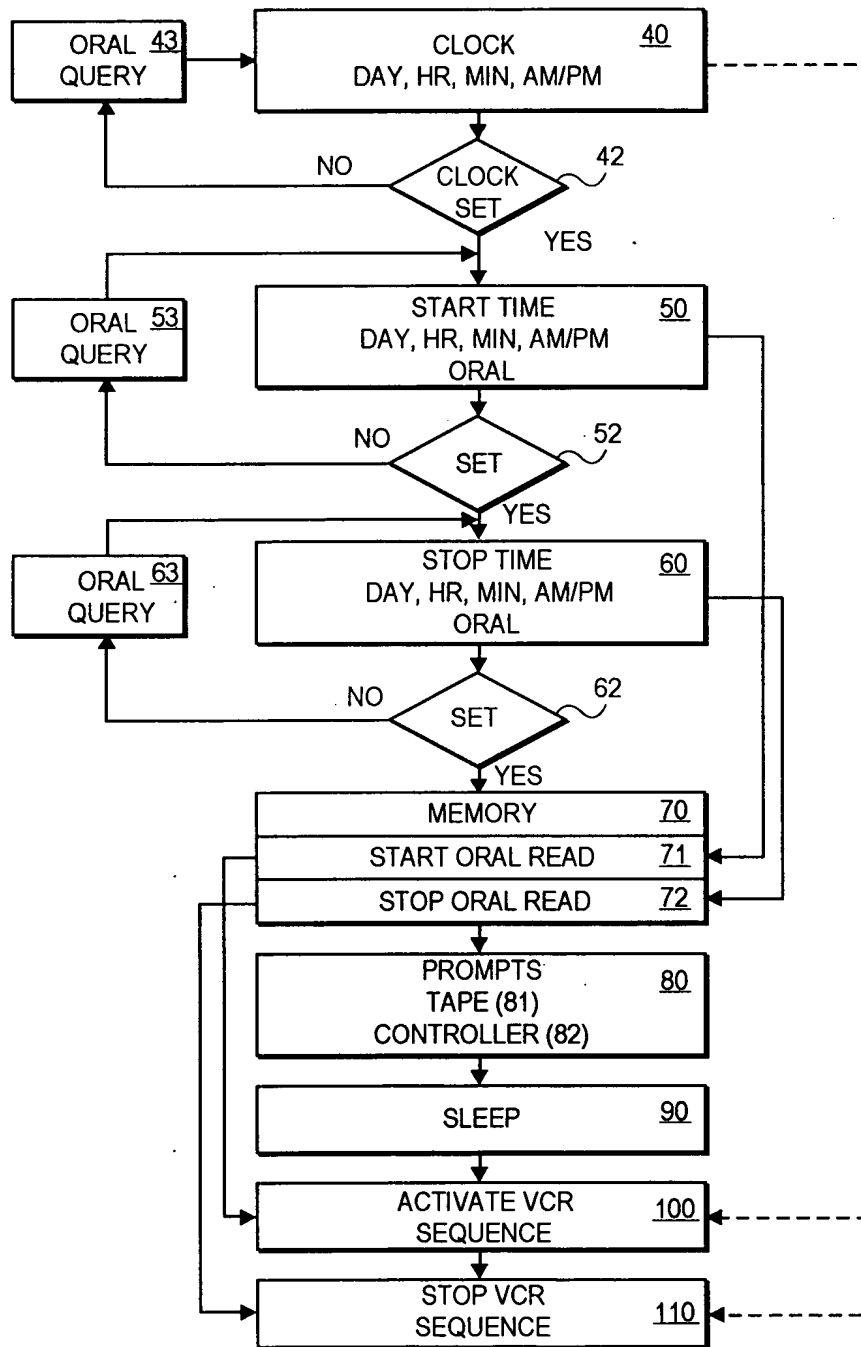 ORAL 43
QUERY
CLOCK 40
DAY, HR, MIN, AM/PM
NO
CLOCK
SET
42
YES
ORAL 53
QUERY
START TIME 50
DAY, HR, MIN, AM/PM
ORAL
NO
SET
52
YES
ORAL 63
QUERY
STOP TIME 60
DAY, HR, MIN, AM/PM
ORAL
NO
SET
62
YES
MEMORY 70
START ORAL READ 71
STOP ORAL READ 72
PROMPTS 80
TAPE (81)
CONTROLLER (82)
SLEEP 90
ACTIVATE VCR 100
SEQUENCE
STOP VCR 110
SEQUENCE